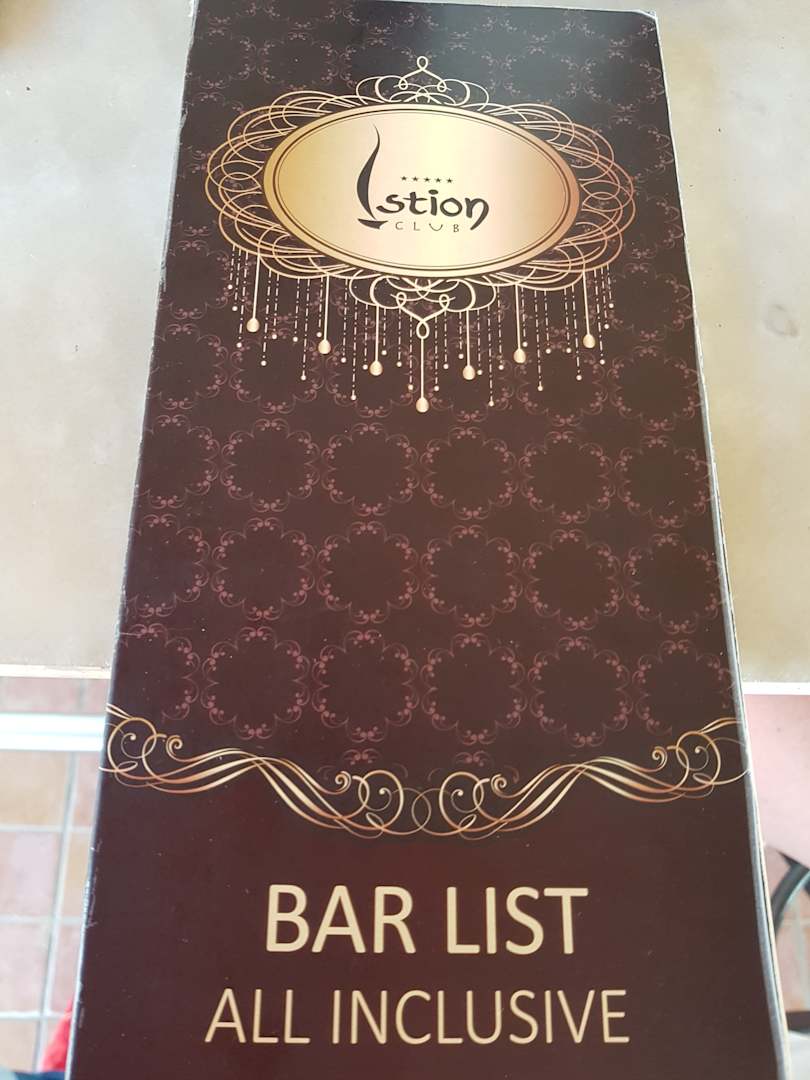 ★★★★★
Istion
CLUB
BAR LIST
ALL INCLUSIVE